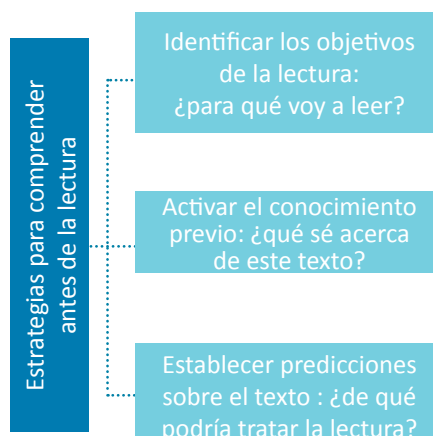 Estrategias para comprender
antes de la lectura
Identificar los objetivos
de la lectura:
¿para qué voy a leer?
Activar el conocimiento
previo: ¿qué sé acerca
de este texto?
Establecer predicciones
sobre el texto : ¿de qué
podría tratar la lectura?